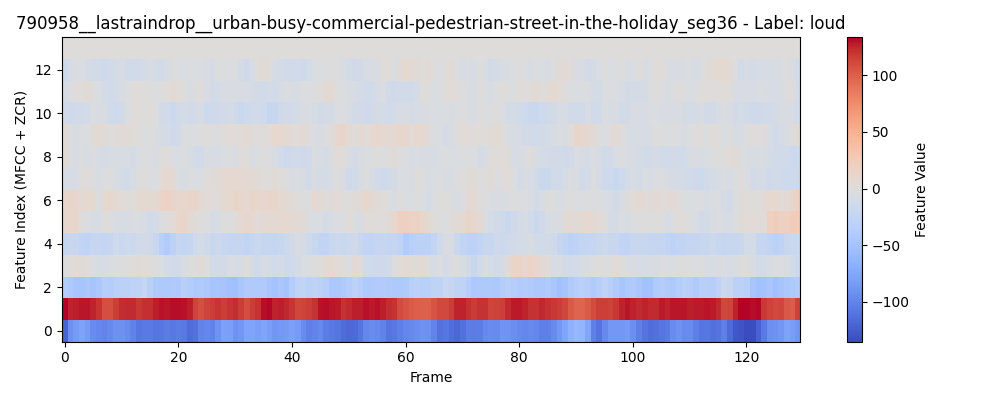 790958__lastraindrop__urban-busy-commercial-pedestrian-street-in-the-holiday_seg36 - Label: loud
Feature Index (MFCC + ZCR)
12
10
8
6
4
2
0
0 20 40 60 80 100 120
Frame
100
50
0
−50
−100
Feature Value